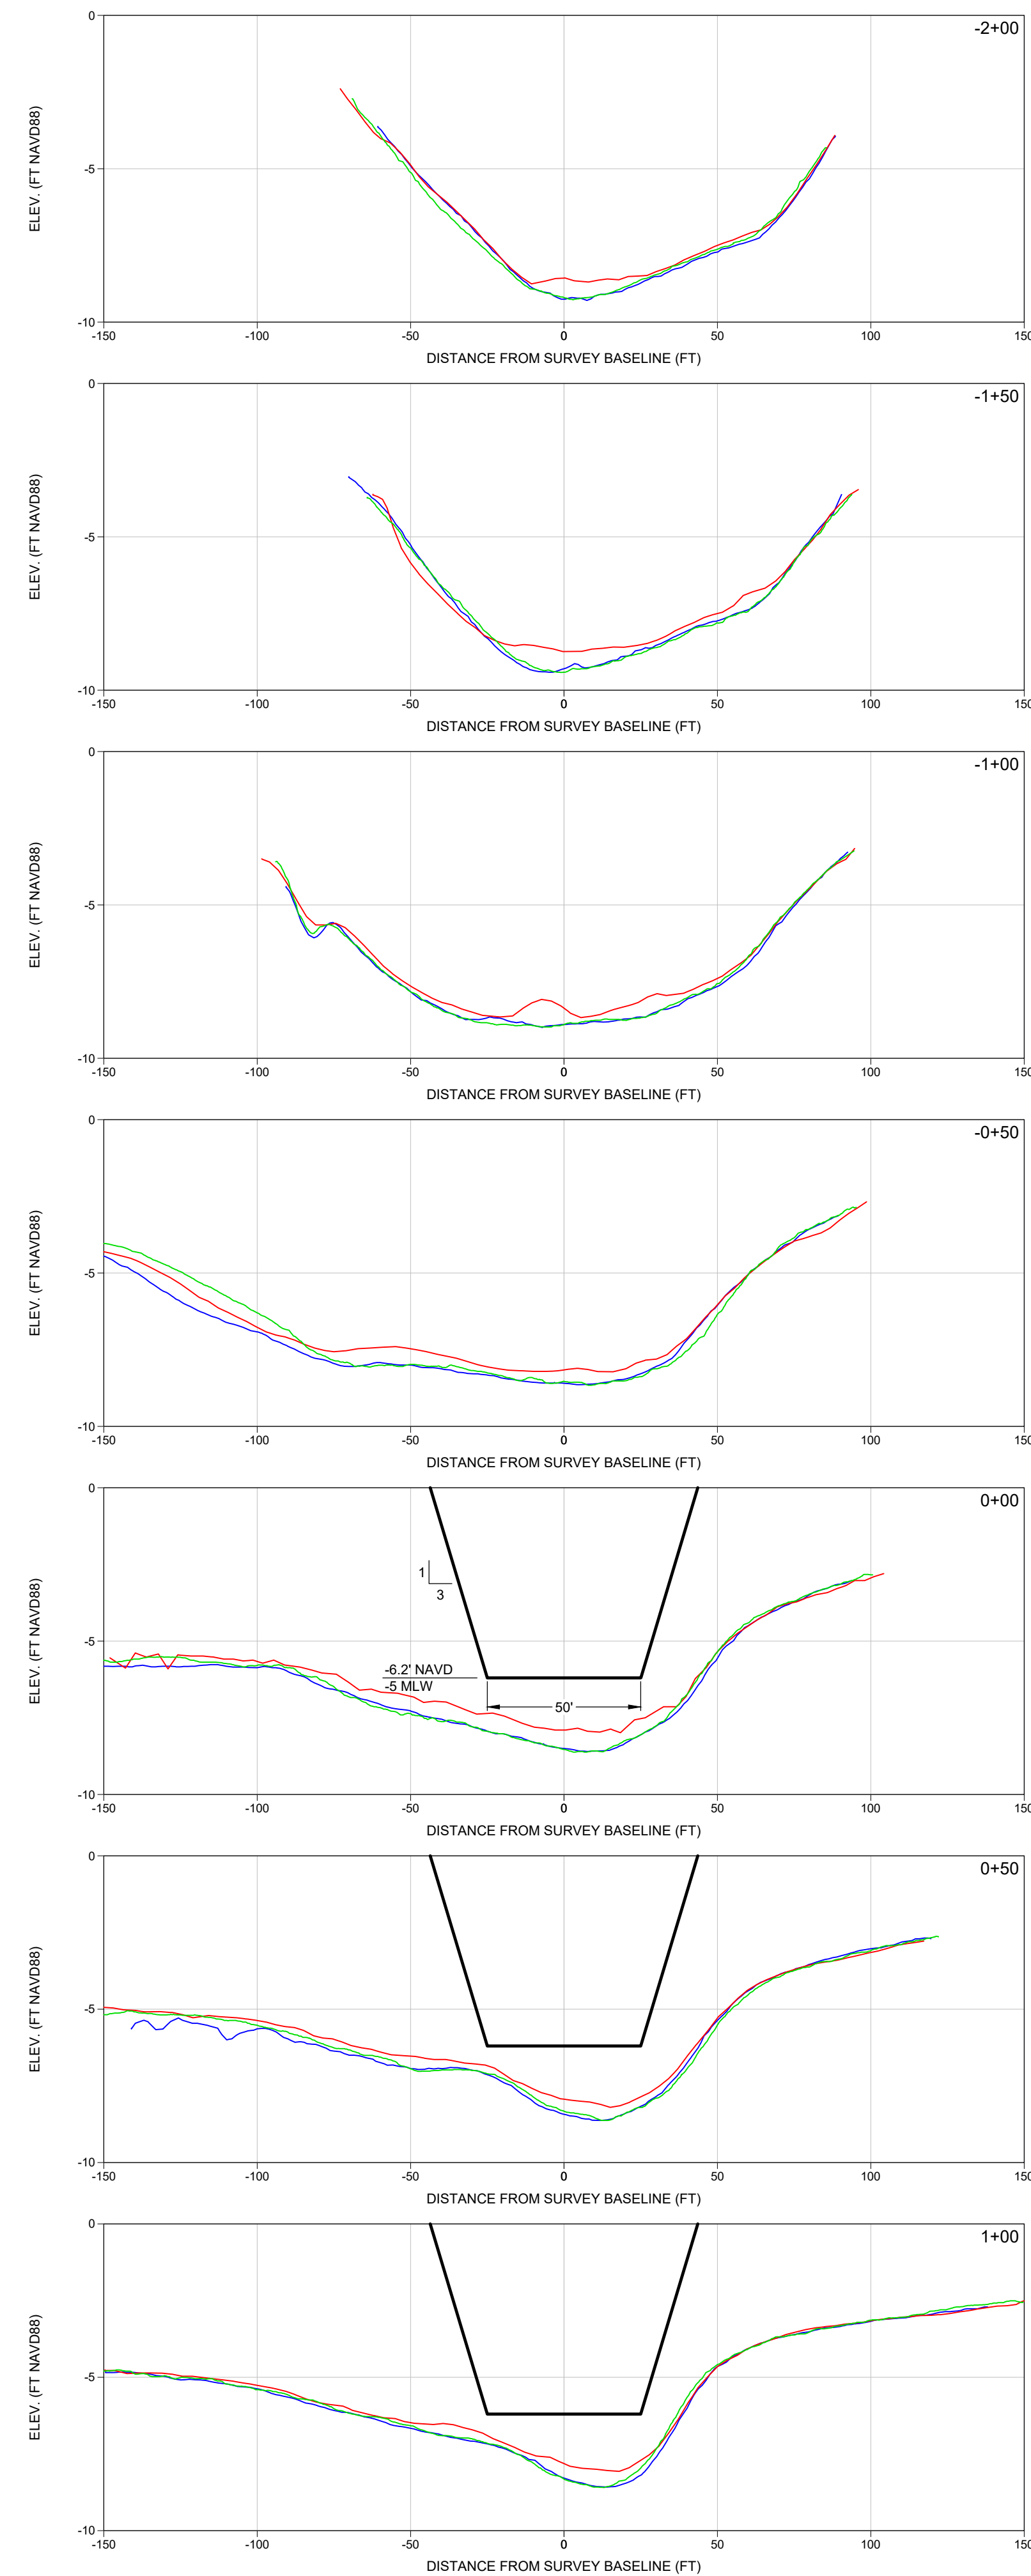 -2+00
0
-5
-10
ELEV. (FT NAVD88)
-150 -100 -50 0 50 100 150
DISTANCE FROM SURVEY BASELINE (FT)
-1+50
0
-5
-10
ELEV. (FT NAVD88)
-150 -100 -50 0 50 100 150
DISTANCE FROM SURVEY BASELINE (FT)
-1+00
0
-5
-10
ELEV. (FT NAVD88)
-150 -100 -50 0 50 100 150
DISTANCE FROM SURVEY BASELINE (FT)
-0+50
0
-5
-10
ELEV. (FT NAVD88)
-150 -100 -50 0 50 100 150
DISTANCE FROM SURVEY BASELINE (FT)
0+00
0
-5
-10
ELEV. (FT NAVD88)
1
3
-6.2' NAVD
-5 MLW
50'
-150 -100 -50 0 50 100 150
DISTANCE FROM SURVEY BASELINE (FT)
0+50
0
-5
-10
ELEV. (FT NAVD88)
-150 -100 -50 0 50 100 150
DISTANCE FROM SURVEY BASELINE (FT)
1+00
0
-5
-10
ELEV. (FT NAVD88)
-150 -100 -50 0 50 100 150
DISTANCE FROM SURVEY BASELINE (FT)